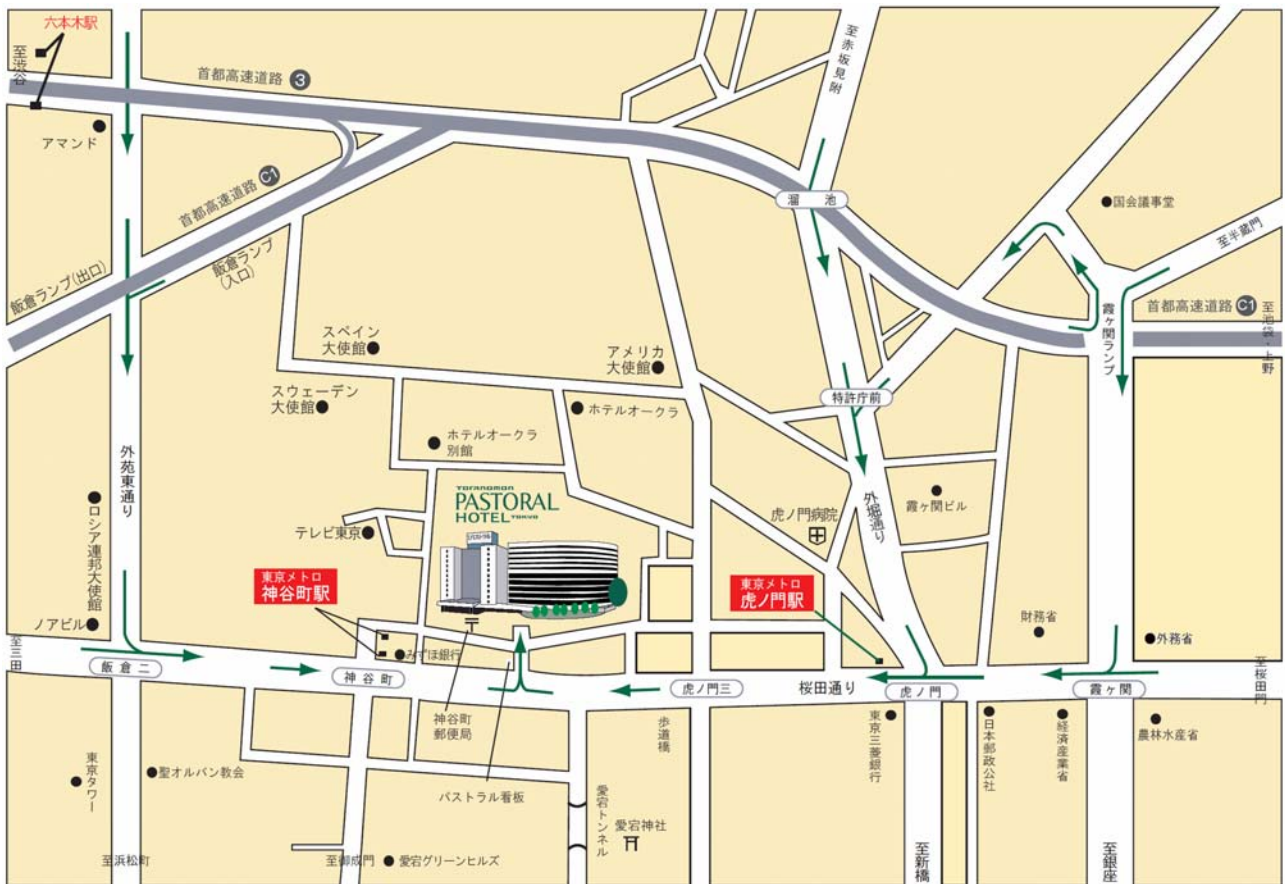 六本木駅
至渋谷
首都高速道路 3
至赤坂見附
アマンド
首都高速道路 C1
溜池
国会議事堂
至半蔵門
飯倉ランプ(出口)
飯倉ランプ
(入口)
首都高速道路 C1
霞ヶ関ランプ
至池袋・上野
スペイン
大使館
アメリカ
大使館
スウェーデン
大使館
ホテルオークラ
特許庁前
ホテルオークラ
別館
外苑東通り
TORANOMON
PASTORAL
HOTEL TOKYO
ロシア連邦大使館
テレビ東京
虎ノ門病院
外堀通り
霞ヶ関ビル
東京メトロ
神谷町駅
東京メトロ
虎ノ門駅
ノアビル
財務省
外務省
至三田
飯倉二
みずほ銀行
神谷町
虎ノ門三
桜田通り
虎ノ門
霞ヶ関
至桜田門
神谷町
郵便局
歩道橋
東京三菱銀行
日本郵政公社
経済産業省
農林水産省
東京タワー
聖オルバン教会
パストラル看板
愛宕トンネル
愛宕神社
至浜松町
至御成門
愛宕グリーンヒルズ
至新橋
至銀座